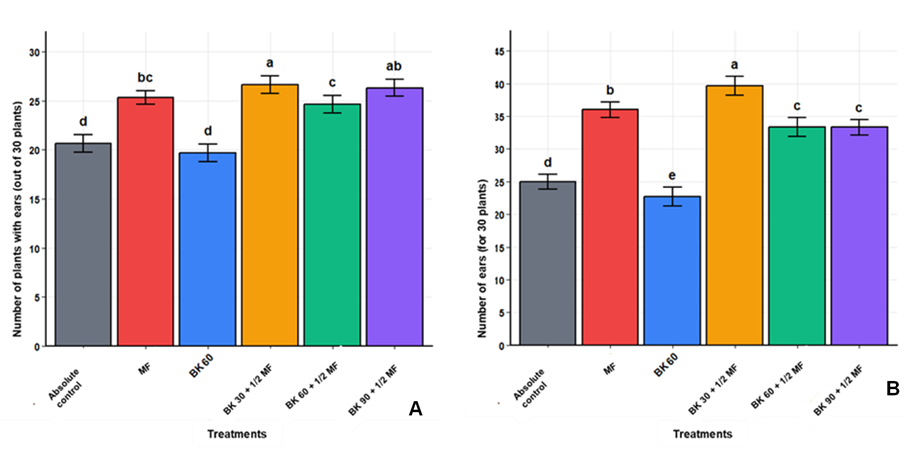 Number of plants with ears (out of 30 plants)
30
25
20
15
10
5
0
d
bc
d
a
c
ab
Absolute
control
MF
BK 60
BK 30 + 1/2 MF
BK 60 + 1/2 MF
BK 90 + 1/2 MF
Treatments
A
Number of ears (for 30 plants)
45
40
35
30
25
20
15
10
5
0
d
b
e
a
c
c
Absolute
control
MF
BK 60
BK 30 + 1/2 MF
BK 60 + 1/2 MF
BK 90 + 1/2 MF
Treatments
B